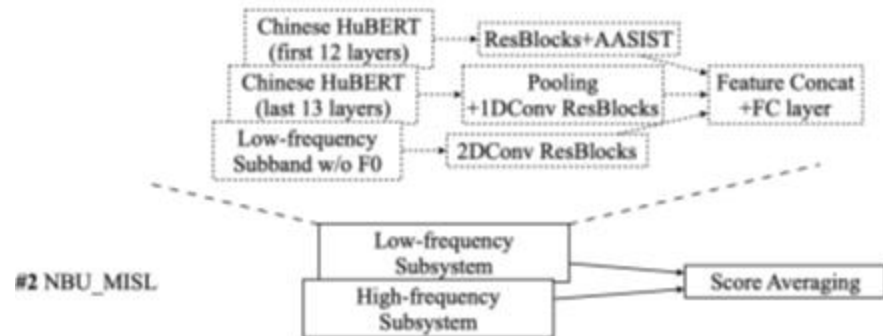 Chinese HuBERT
(first 12 layers)
ResBlocks+AASIST
Chinese HuBERT
(last 13 layers)
Pooling
+1DConv ResBlocks
Feature Concat
+FC layer
Low-frequency
Subband w/o F0
2DConv ResBlocks
#2 NBU_MISL
Low-frequency
Subsystem
High-frequency
Subsystem
Score Averaging